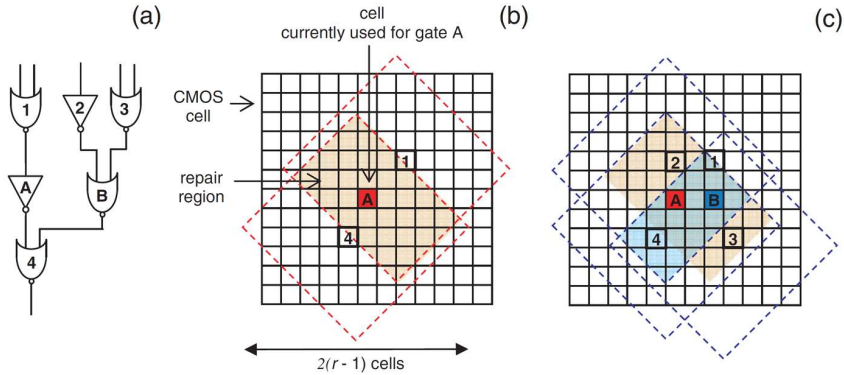 (a)
1
2
3
A
B
4
(b)
cell
currently used for gate A
CMOS
cell
repair
region
1
A
4
2(r - 1) cells
(c)
2
1
A
B
4
3